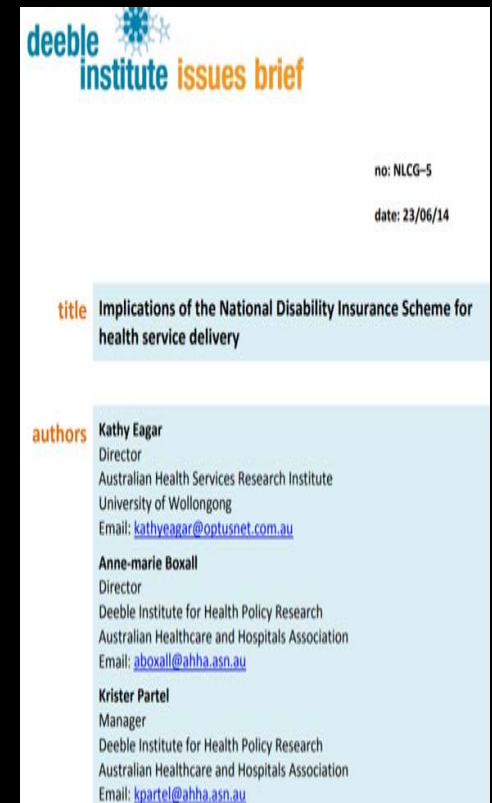 deeble
institute issues brief
no: NLCG–5
date: 23/06/14
title Implications of the National Disability Insurance Scheme for
health service delivery
authors Kathy Eagar
Director
Australian Health Services Research Institute
University of Wollongong
Email: kathyeagar@optusnet.com.au
Anne-marie Boxall
Director
Deeble Institute for Health Policy Research
Australian Healthcare and Hospitals Association
Email: aboxall@ahha.asn.au
Krister Partel
Manager
Deeble Institute for Health Policy Research
Australian Healthcare and Hospitals Association
Email: kpartel@ahha.asn.au